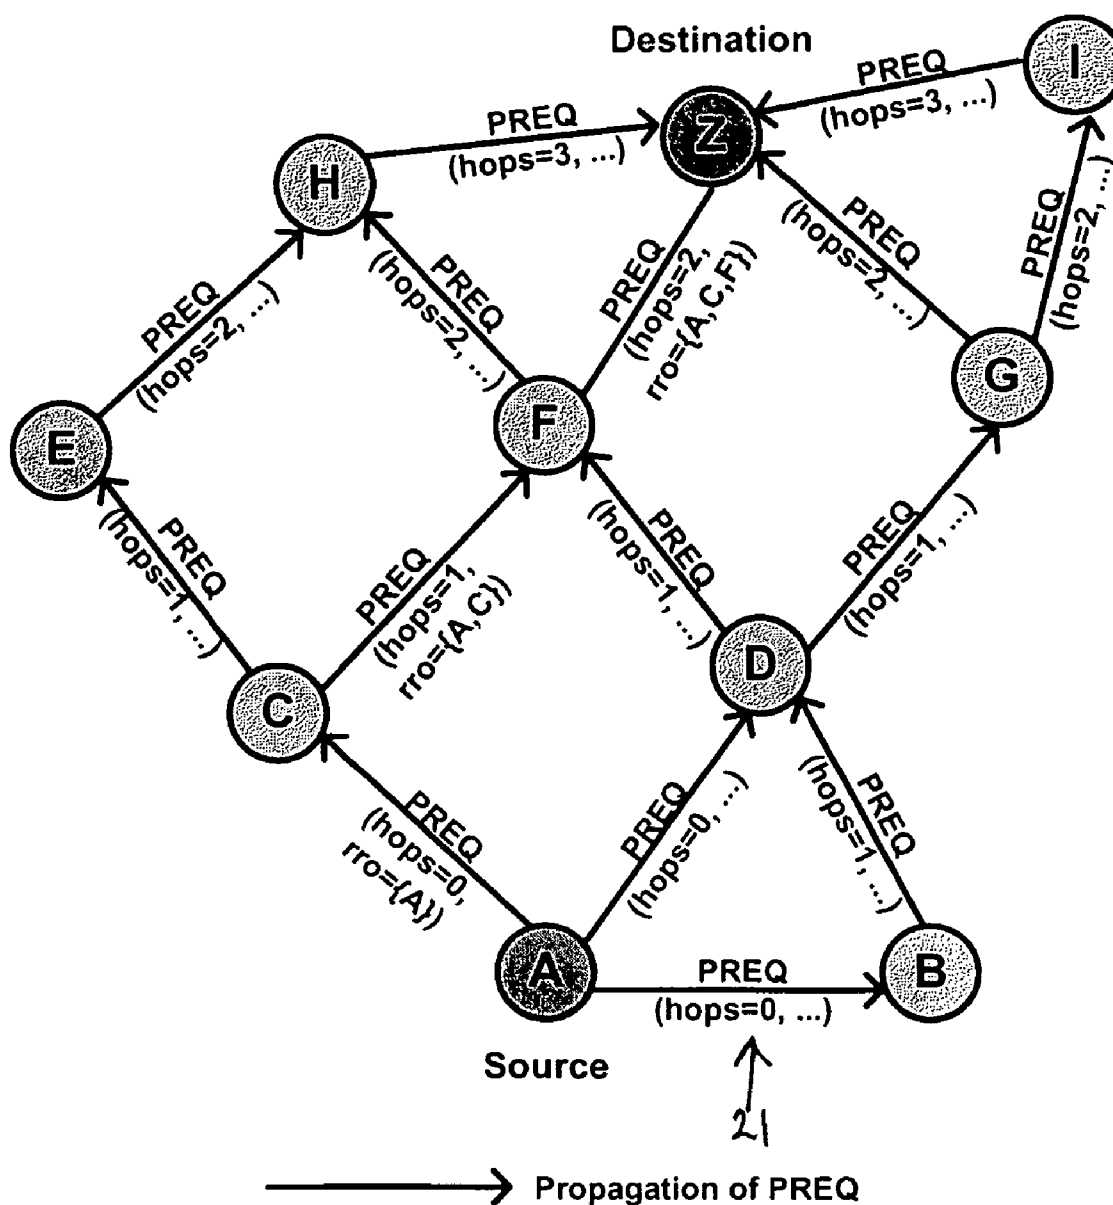 Destination
I
PREQ
(hops=3, ...)
Z
PREQ
(hops=3, ...)
H
PREQ
(hops=2, ...)
PREQ
(hops=2, ...)
PREQ
(hops=2,
rro={A,C,F})
PREQ
(hops=2, ...)
PREQ
(hops=2, ...)
G
F
E
PREQ
(hops=1, ...)
PREQ
(hops=1,
rro={A,C})
PREQ
(hops=1, ...)
PREQ
(hops=1, ...)
D
C
PREQ
(hops=0,
rro={A})
PREQ
(hops=0, ...)
PREQ
(hops=1, ...)
A
PREQ
(hops=0, ...)
B
Source
21
Propagation of PREQ